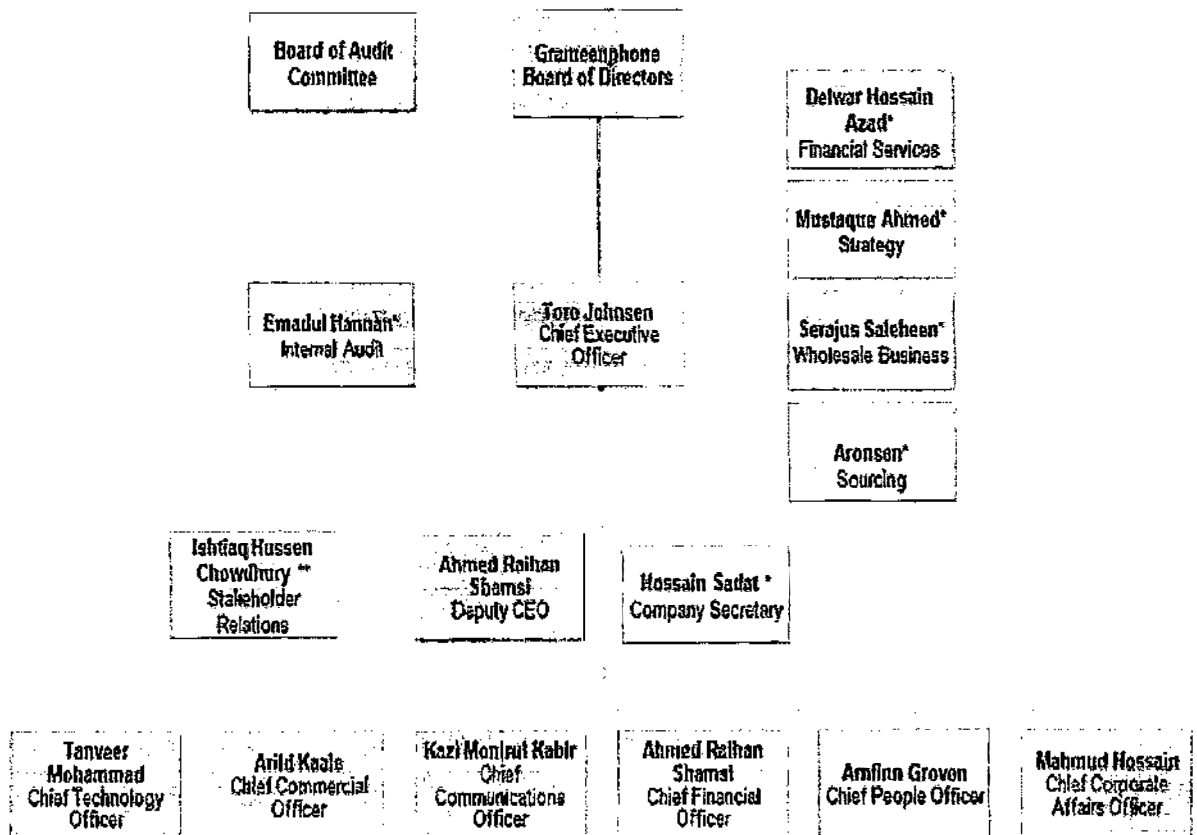 Board of Audit
Committee
Grameenphone
Board of Directors
Delwar Hossain
Azad*
Financial Services
Mustaque Ahmed*
Strategy
Emadul Hannan*
Internal Audit
Tore Johnsen
Chief Executive
Officer
Serajus Saleheen*
Wholesale Business
Aronsen*
Sourcing
Ishtiaq Hussen
Chowdhury **
Stakeholder
Relations
Ahmed Raihan
Shamsi
Deputy CEO
Hossain Sadat *
Company Secretary
Tanveer
Mohammad
Chief Technology
Officer
Arild Kaale
Chief Commercial
Officer
Kazi Monirul Kabir
Chief
Communications
Officer
Ahmed Raihan
Shamsi
Chief Financial
Officer
Arnfinn Groven
Chief People Officer
Mahmud Hossain
Chief Corporate
Affairs Officer